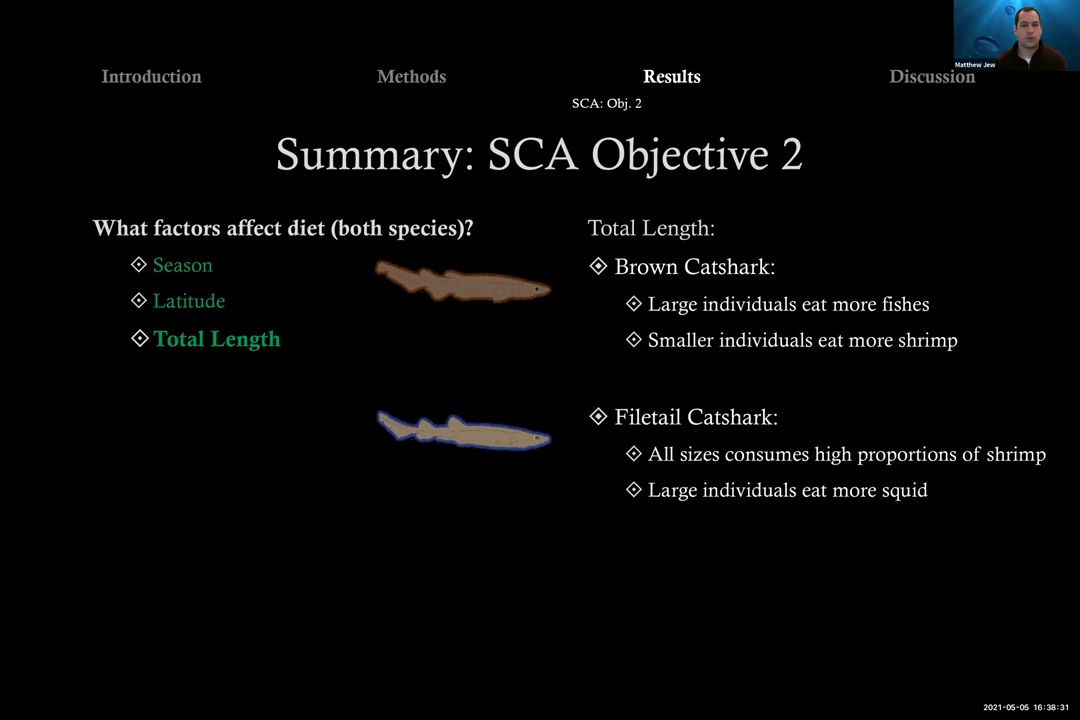 Matthew Jew
Introduction
Methods
Results
Discussion
SCA: Obj. 2
Summary: SCA Objective 2
What factors affect diet (both species)?
Season
Latitude
Total Length
Total Length:
Brown Catshark:
Large individuals eat more fishes
Smaller individuals eat more shrimp
Filetail Catshark:
All sizes consumes high proportions of shrimp
Large individuals eat more squid
2021-05-05 16:38:31